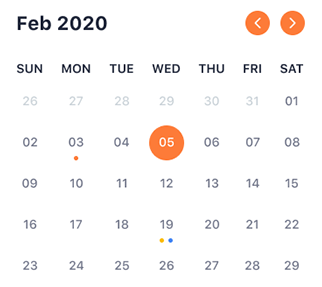 Feb 2020
SUN MON TUE WED THU FRI SAT
26 27 28 29 30 31 01
02 03 04 05 06 07 08
09 10 11 12 13 14 15
16 17 18 19 20 21 22
23 24 25 26 27 28 29